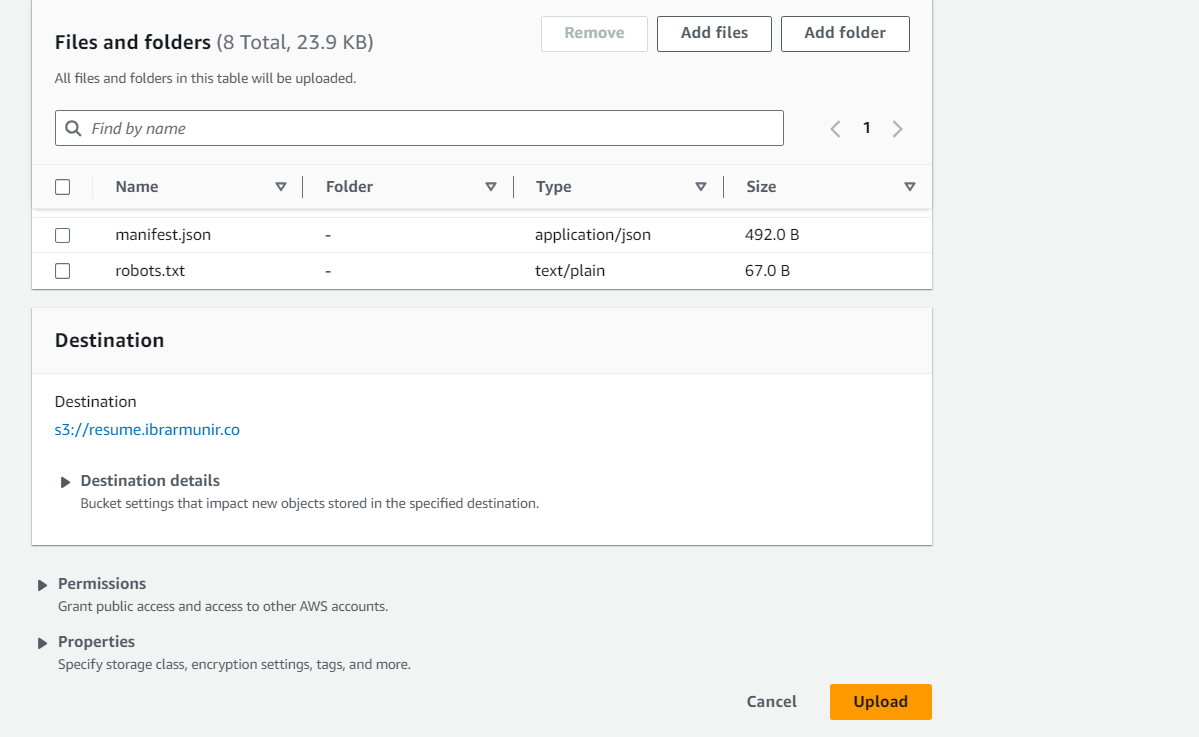 Files and folders (8 Total, 23.9 KB)
Remove
Add files
Add folder
All files and folders in this table will be uploaded.
Find by name
1
Name Folder Type Size
manifest.json - application/json 492.0 B
robots.txt - text/plain 67.0 B
Destination
Destination
s3://resume.ibrarmunir.co
Destination details
Bucket settings that impact new objects stored in the specified destination.
Permissions
Grant public access and access to other AWS accounts.
Properties
Specify storage class, encryption settings, tags, and more.
Cancel Upload